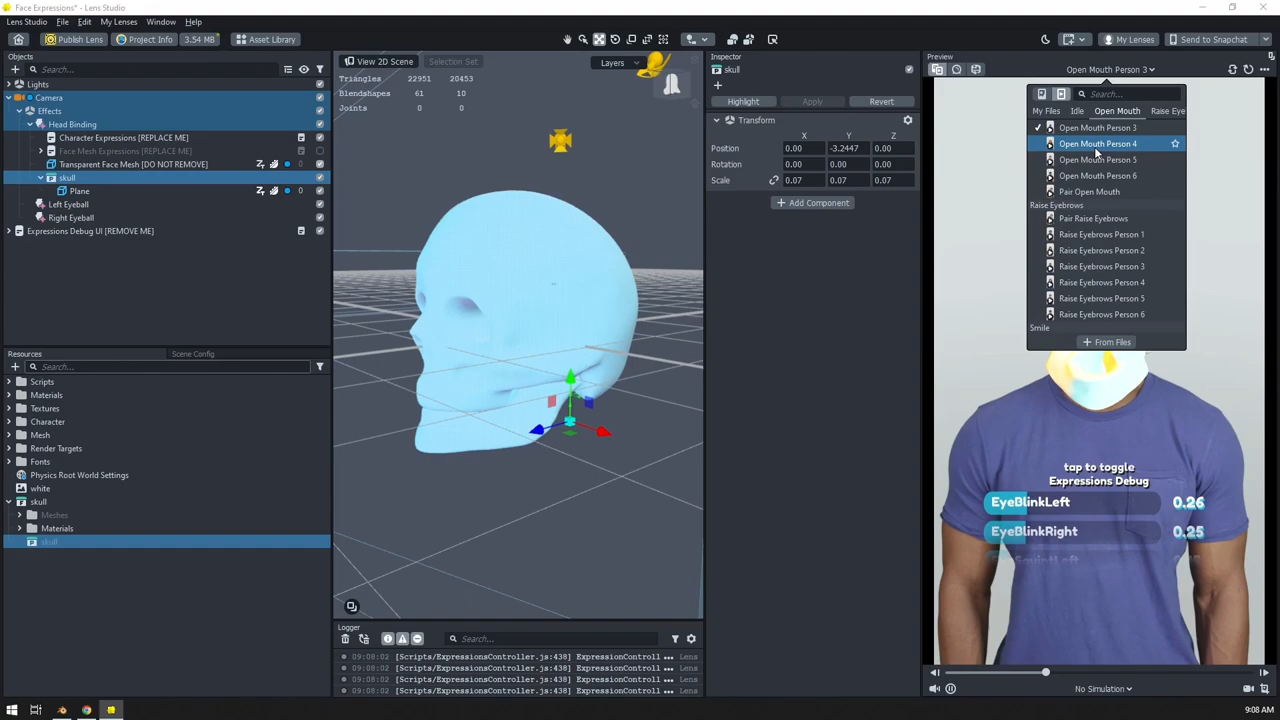 Face Expressions* - Lens Studio
Lens Studio File Edit My Lenses Window Help
Publish Lens Project Info 3.54 MB Asset Library My Lenses Send to Snapchat
Objects
Search...
Lights
Camera
Effects
Head Binding
Character Expressions [REPLACE ME]
Face Mesh Expressions [REPLACE ME]
Transparent Face Mesh [DO NOT REMOVE] 0
skull
Plane 0
Left Eyeball
Right Eyeball
Expressions Debug UI [REMOVE ME]
Resources Scene Config
Search...
Scripts
Materials
Textures
Character
Mesh
Render Targets
Fonts
Physics Root World Settings
white
skull
Meshes
Materials
skull
View 2D Scene Selection Set Layers
Triangles 22951 20453
Blendshapes 61 10
Joints 0 0
Logger
Search...
09:08:02 [Scripts/ExpressionsController.js:438] ExpressionControll ••• Lens
09:08:02 [Scripts/ExpressionsController.js:438] ExpressionControll ••• Lens
09:08:02 [Scripts/ExpressionsController.js:438] ExpressionControll ••• Lens
09:08:02 [Scripts/ExpressionsController.js:438] ExpressionControll ••• Lens
Inspector
skull
Highlight Apply Revert
Transform
X Y Z
Position 0.00 -3.2447 0.00
Rotation 0.00 0.00 0.00
Scale 0.07 0.07 0.07
+ Add Component
Preview
Open Mouth Person 3
Search...
My Files Idle Open Mouth Raise Eye
Open Mouth Person 3
Open Mouth Person 4
Open Mouth Person 5
Open Mouth Person 6
Pair Open Mouth
Raise Eyebrows
Pair Raise Eyebrows
Raise Eyebrows Person 1
Raise Eyebrows Person 2
Raise Eyebrows Person 3
Raise Eyebrows Person 4
Raise Eyebrows Person 5
Raise Eyebrows Person 6
Smile
+ From Files
tap to toggle
Expressions Debug
EyeBlinkLeft 0.26
EyeBlinkRight 0.25
EyeSquintLeft
No Simulation
9:08 AM